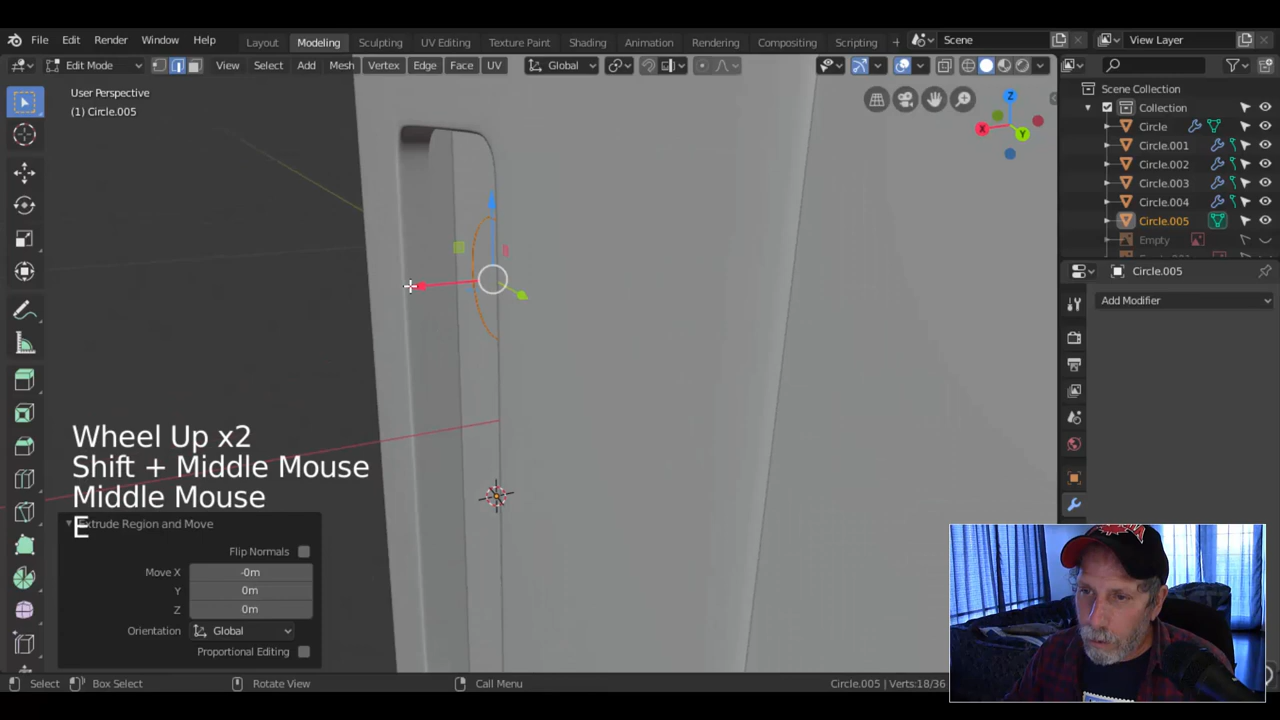 File Edit Render Window Help
Layout Modeling Sculpting UV Editing Texture Paint Shading Animation Rendering Compositing Scripting +
Scene
View Layer
Edit Mode
View Select Add Mesh Vertex Edge Face UV
Global
User Perspective
(1) Circle.005
X
Y
Z
Scene Collection
Collection
Circle
Circle.001
Circle.002
Circle.003
Circle.004
Circle.005
Empty
Circle.005
Add Modifier
Wheel Up x2
Shift + Middle Mouse
Middle Mouse
E
Extrude Region and Move
Flip Normals
Move X -0m
Y 0m
Z 0m
Orientation Global
Proportional Editing
Select
Box Select
Rotate View
Call Menu
Circle.005 | Verts:18/36